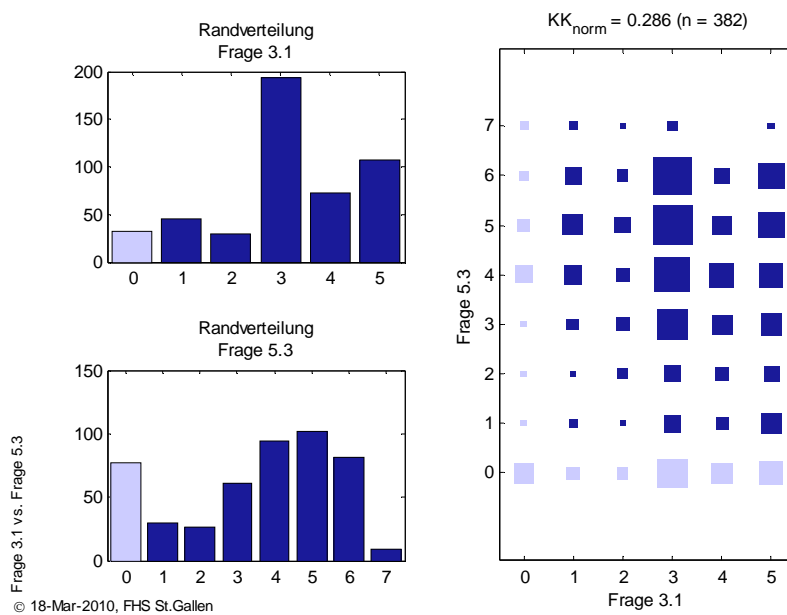 Randverteilung
Frage 3.1
200
150
100
50
0
0 1 2 3 4 5
Randverteilung
Frage 5.3
150
100
50
0
0 1 2 3 4 5 6 7
Frage 3.1 vs. Frage 5.3
© 18-Mar-2010, FHS St.Gallen
KKnorm = 0.286 (n = 382)
7
6
5
4
3
2
1
0
Frage 5.3
0 1 2 3 4 5
Frage 3.1